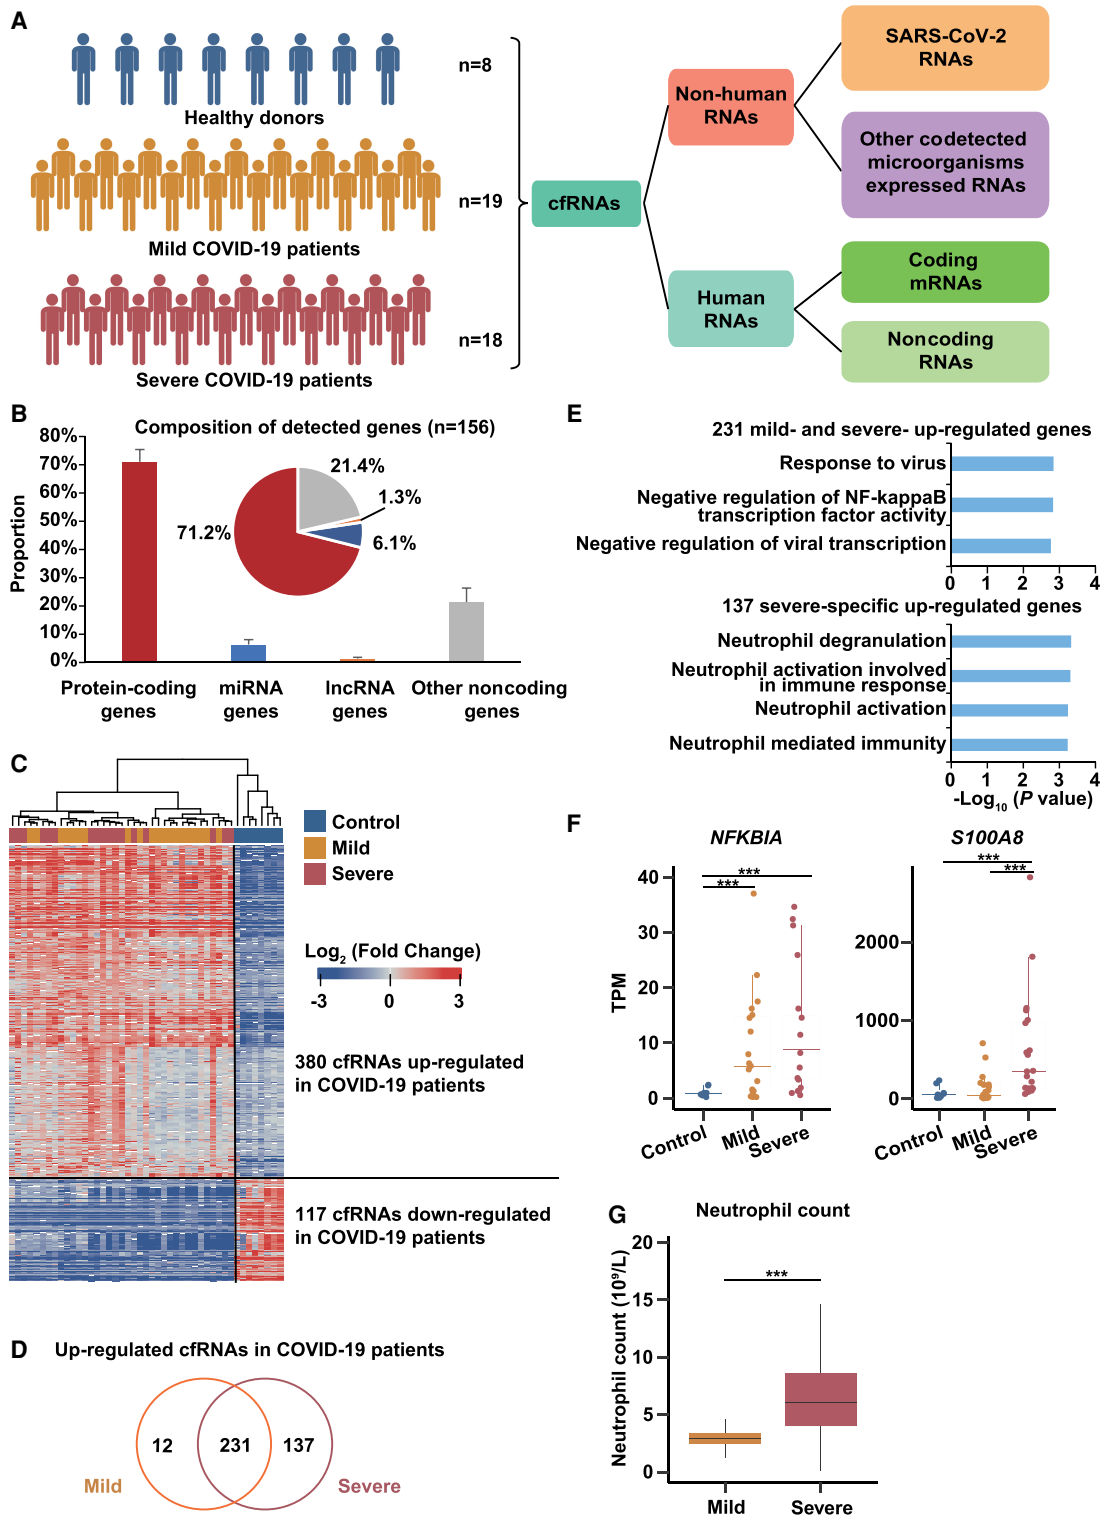 A
n=8
Healthy donors
n=19
Mild COVID-19 patients
n=18
Severe COVID-19 patients
cfRNAs
Non-human
RNAs
Human
RNAs
SARS-CoV-2
RNAs
Other codetected
microorganisms
expressed RNAs
Coding
mRNAs
Noncoding
RNAs
B
Composition of detected genes (n=156)
Proportion
80%
70%
60%
50%
40%
30%
20%
10%
0%
21.4%
1.3%
6.1%
71.2%
Protein-coding
genes
miRNA
genes
lncRNA
genes
Other noncoding
genes
C
Control
Mild
Severe
Log2 (Fold Change)
-3 0 3
380 cfRNAs up-regulated
in COVID-19 patients
117 cfRNAs down-regulated
in COVID-19 patients
D
Up-regulated cfRNAs in COVID-19 patients
12 231 137
Mild
Severe
E
231 mild- and severe- up-regulated genes
Response to virus
Negative regulation of NF-kappaB
transcription factor activity
Negative regulation of viral transcription
0 1 2 3 4
137 severe-specific up-regulated genes
Neutrophil degranulation
Neutrophil activation involved
in immune response
Neutrophil activation
Neutrophil mediated immunity
0 1 2 3 4
-Log10 (P value)
F
NFKBIA
***
***
TPM
40
30
20
10
0
Control
Mild
Severe
S100A8
***
***
2000
1000
0
Control
Mild
Severe
G
Neutrophil count
***
Neutrophil count (10⁹/L)
20
15
10
5
0
Mild
Severe